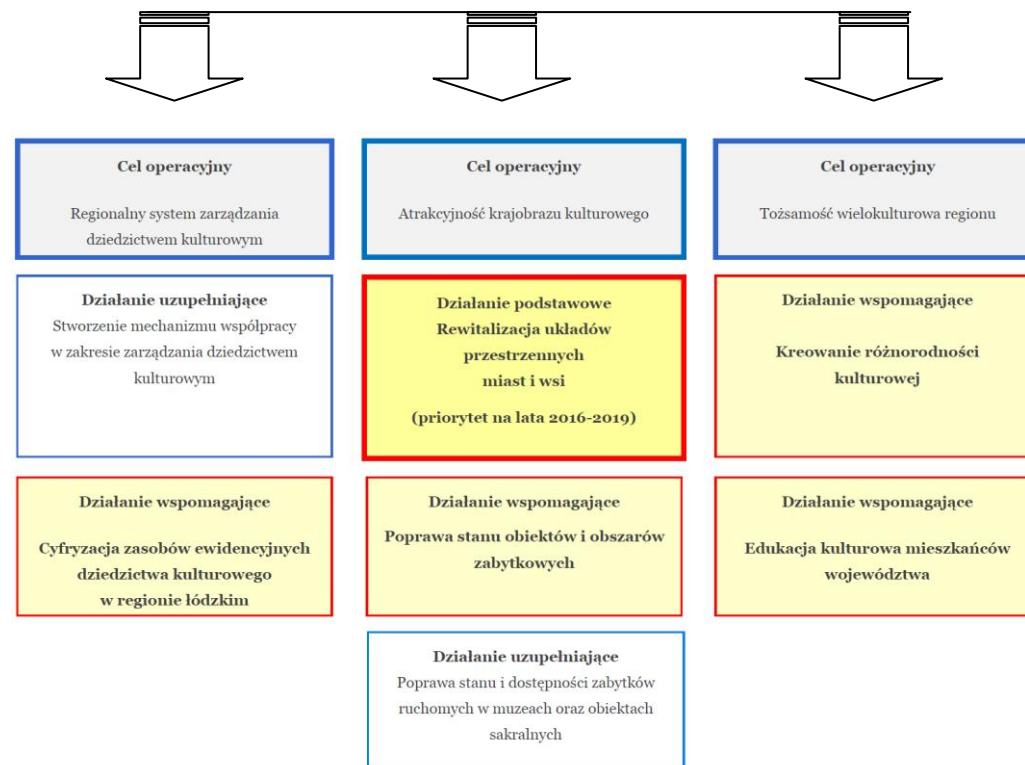 Cel operacyjny
Regionalny system zarządzania
dziedzictwem kulturowym
Cel operacyjny
Atrakcyjność krajobrazu kulturowego
Cel operacyjny
Tożsamość wielokulturowa regionu
Działanie uzupełniające
Stworzenie mechanizmu współpracy
w zakresie zarządzania dziedzictwem
kulturowym
Działanie podstawowe
Rewitalizacja układów
przestrzennych
miast i wsi
(priorytet na lata 2016-2019)
Działanie wspomagające
Kreowanie różnorodności
kulturowej
Działanie wspomagające
Cyfryzacja zasobów ewidencyjnych
dziedzictwa kulturowego
w regionie łódzkim
Działanie wspomagające
Poprawa stanu obiektów i obszarów
zabytkowych
Działanie wspomagające
Edukacja kulturowa mieszkańców
województwa
Działanie uzupełniające
Poprawa stanu i dostępności zabytków
ruchomych w muzeach oraz obiektach
sakralnych